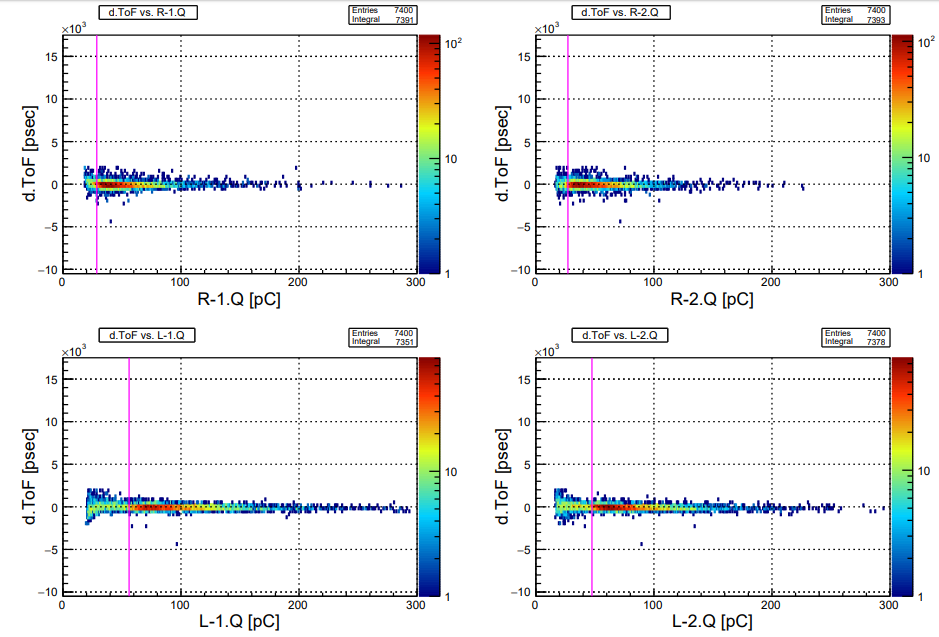 d.ToF vs. R-1.Q
Entries 7400
Integral 7391
×10³
15
10
5
0
−5
−10
d.ToF [psec]
0 100 200 300
R-1.Q [pC]
10²
10
1
d.ToF vs. R-2.Q
Entries 7400
Integral 7393
×10³
15
10
5
0
−5
−10
d.ToF [psec]
0 100 200 300
R-2.Q [pC]
10²
10
1
d.ToF vs. L-1.Q
Entries 7400
Integral 7351
×10³
15
10
5
0
−5
−10
d.ToF [psec]
0 100 200 300
L-1.Q [pC]
10
1
d.ToF vs. L-2.Q
Entries 7400
Integral 7378
×10³
15
10
5
0
−5
−10
d.ToF [psec]
0 100 200 300
L-2.Q [pC]
10
1